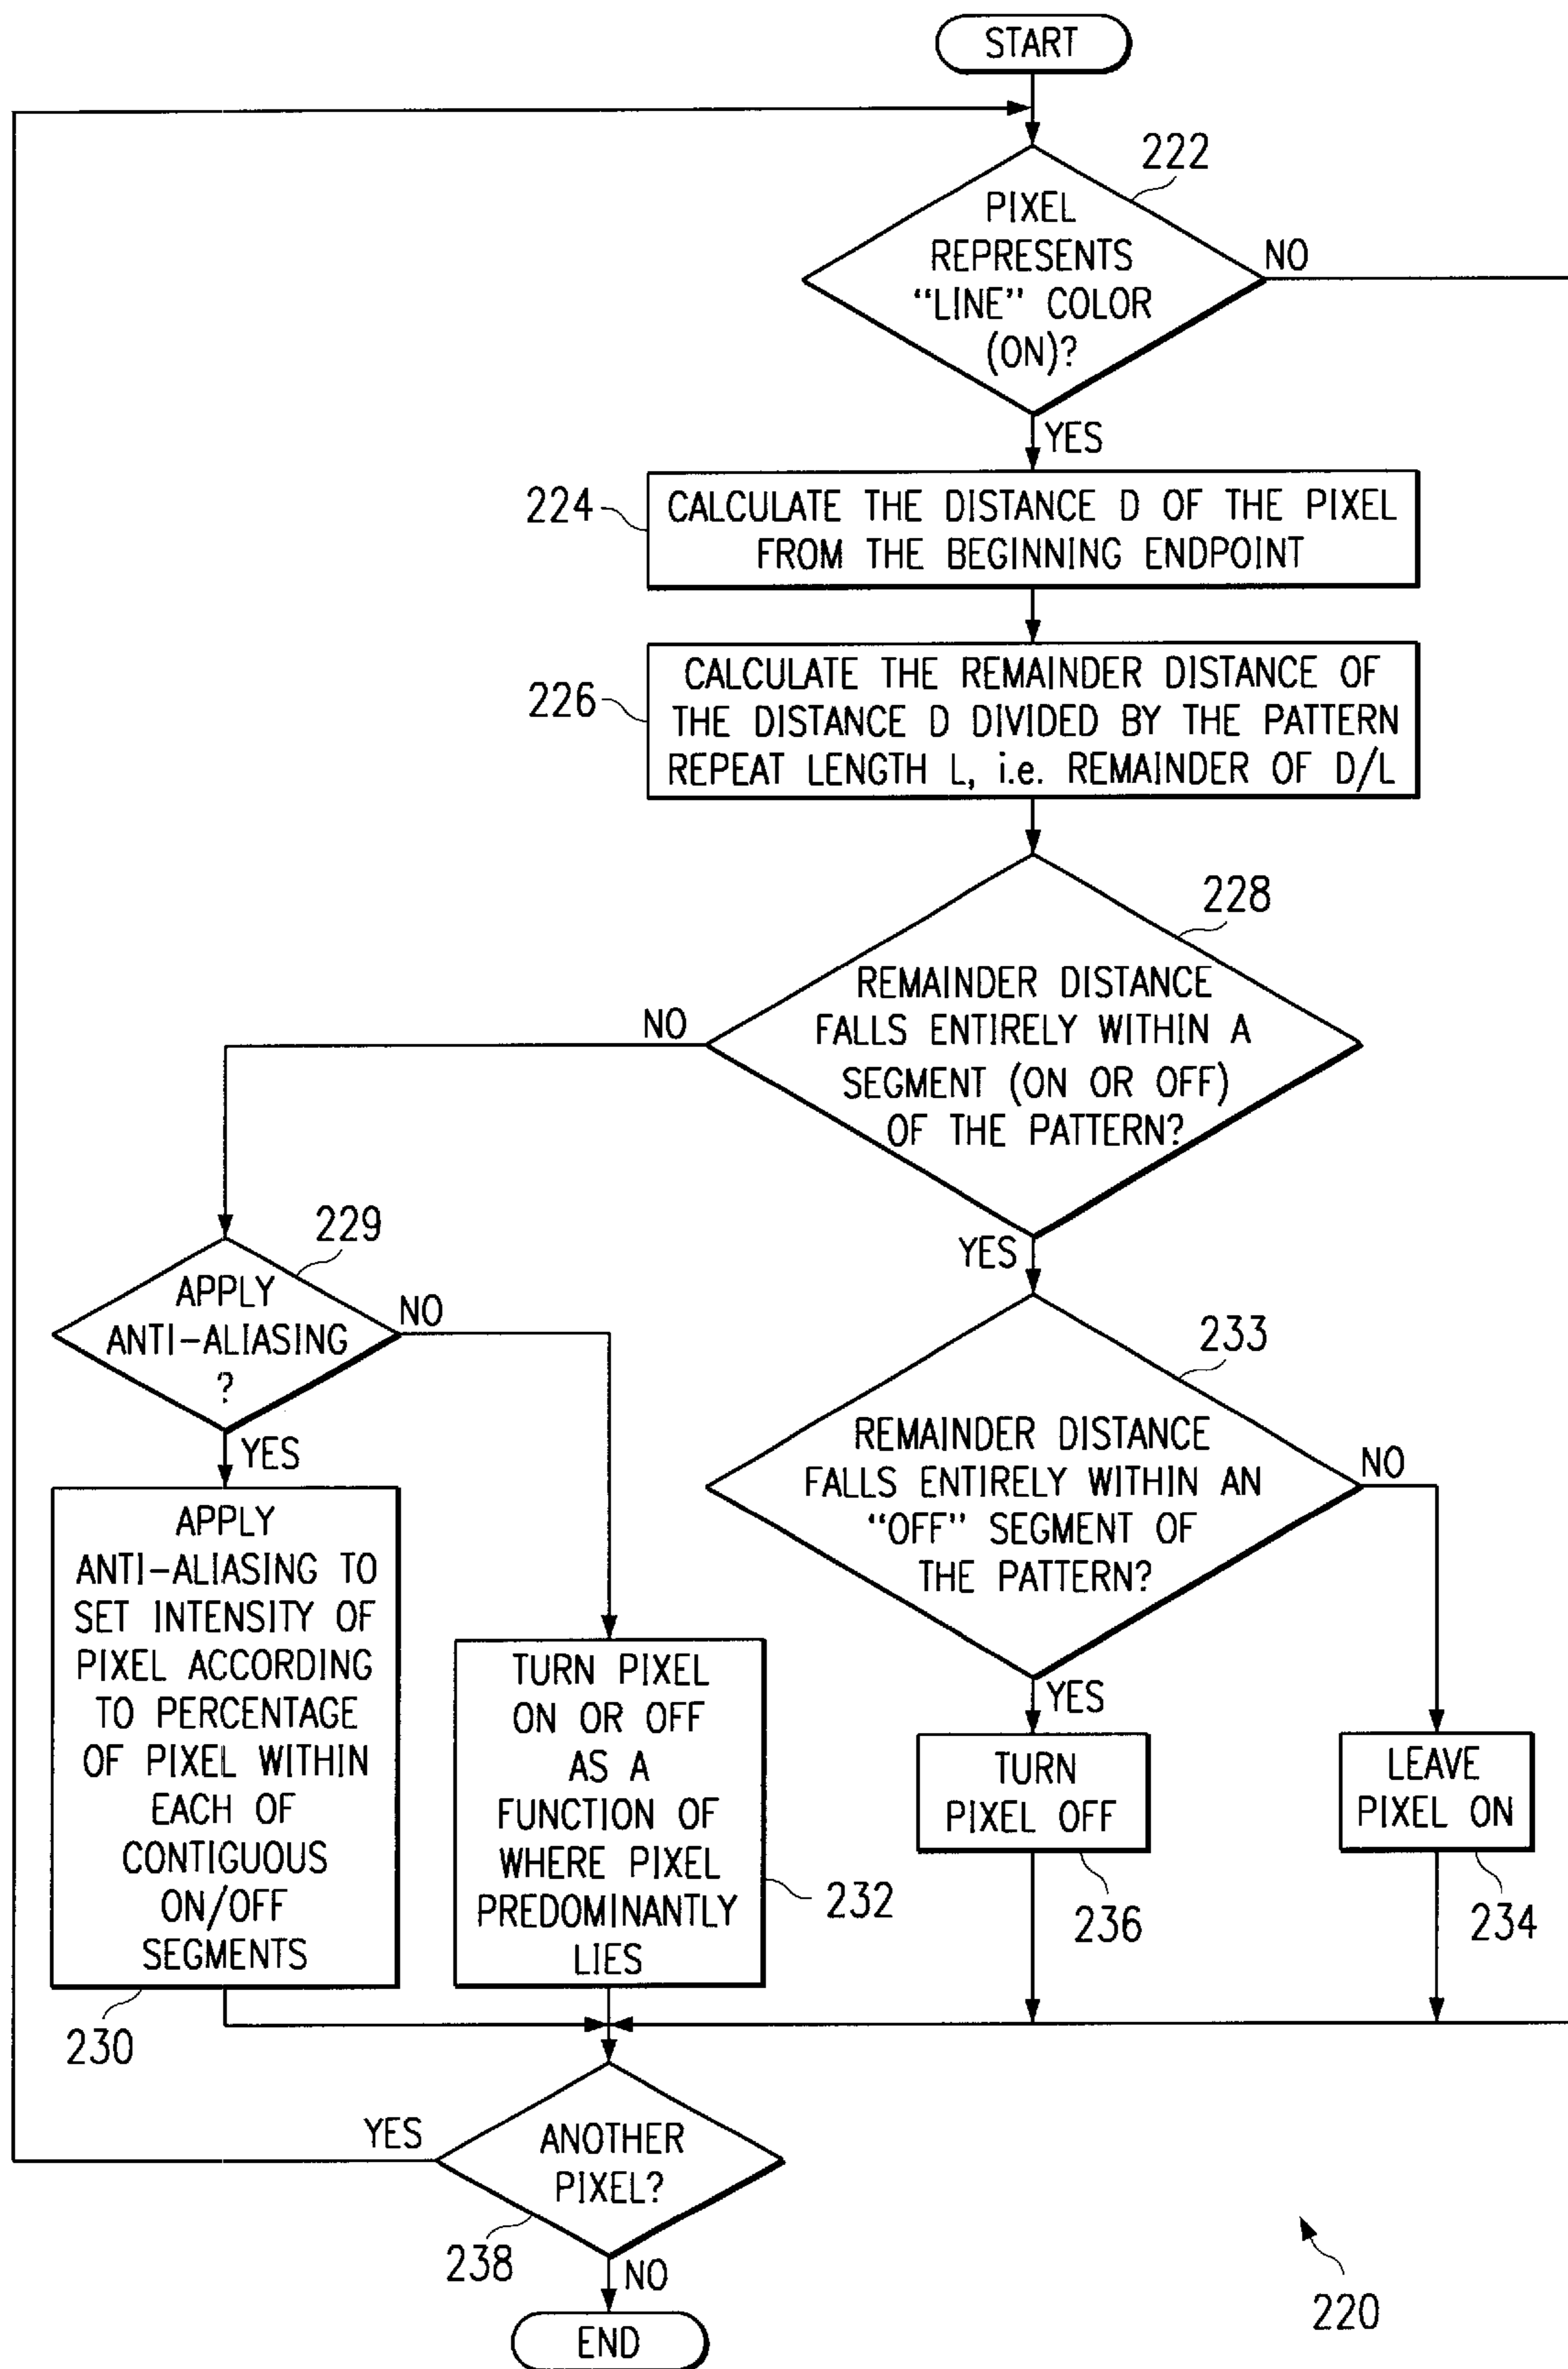 START
222
PIXEL
REPRESENTS
“LINE” COLOR
(ON)?
NO
YES
224
CALCULATE THE DISTANCE D OF THE PIXEL
FROM THE BEGINNING ENDPOINT
226
CALCULATE THE REMAINDER DISTANCE OF
THE DISTANCE D DIVIDED BY THE PATTERN
REPEAT LENGTH L, i.e. REMAINDER OF D/L
228
REMAINDER DISTANCE
FALLS ENTIRELY WITHIN A
SEGMENT (ON OR OFF)
OF THE PATTERN?
NO
YES
229
APPLY
ANTI-ALIASING
?
NO
YES
233
REMAINDER DISTANCE
FALLS ENTIRELY WITHIN AN
“OFF” SEGMENT OF
THE PATTERN?
NO
YES
APPLY
ANTI-ALIASING TO
SET INTENSITY OF
PIXEL ACCORDING
TO PERCENTAGE
OF PIXEL WITHIN
EACH OF
CONTIGUOUS
ON/OFF
SEGMENTS
230
TURN PIXEL
ON OR OFF
AS A
FUNCTION OF
WHERE PIXEL
PREDOMINANTLY
LIES
232
TURN
PIXEL OFF
236
LEAVE
PIXEL ON
234
YES
ANOTHER
PIXEL?
238
NO
END
220